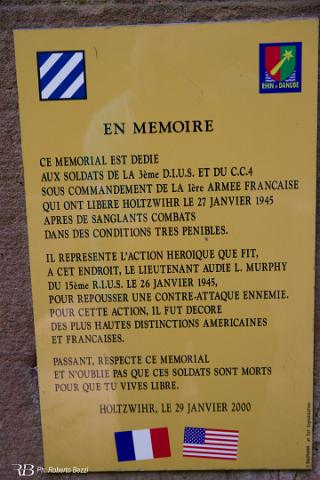 RHIN et DANUBE
EN MEMOIRE
CE MEMORIAL EST DEDIE
AUX SOLDATS DE LA 3ème D.I.U.S. ET DU C.C.4
SOUS COMMANDEMENT DE LA 1ère ARMEE FRANCAISE
QUI ONT LIBERE HOLTZWIHR LE 27 JANVIER 1945
APRES DE SANGLANTS COMBATS
DANS DES CONDITIONS TRES PENIBLES.
IL REPRESENTE L'ACTION HEROIQUE QUE FIT,
A CET ENDROIT, LE LIEUTENANT AUDIE L. MURPHY
DU 15ème R.I.U.S. LE 26 JANVIER 1945,
POUR REPOUSSER UNE CONTRE-ATTAQUE ENNEMIE.
POUR CETTE ACTION, IL FUT DECORE
DES PLUS HAUTES DISTINCTIONS AMERICAINES
ET FRANCAISES.
PASSANT, RESPECTE CE MEMORIAL
ET N'OUBLIE PAS QUE CES SOLDATS SONT MORTS
POUR QUE TU VIVES LIBRE.
HOLTZWIHR, LE 29 JANVIER 2000
RB Ph. Roberto Bozzi